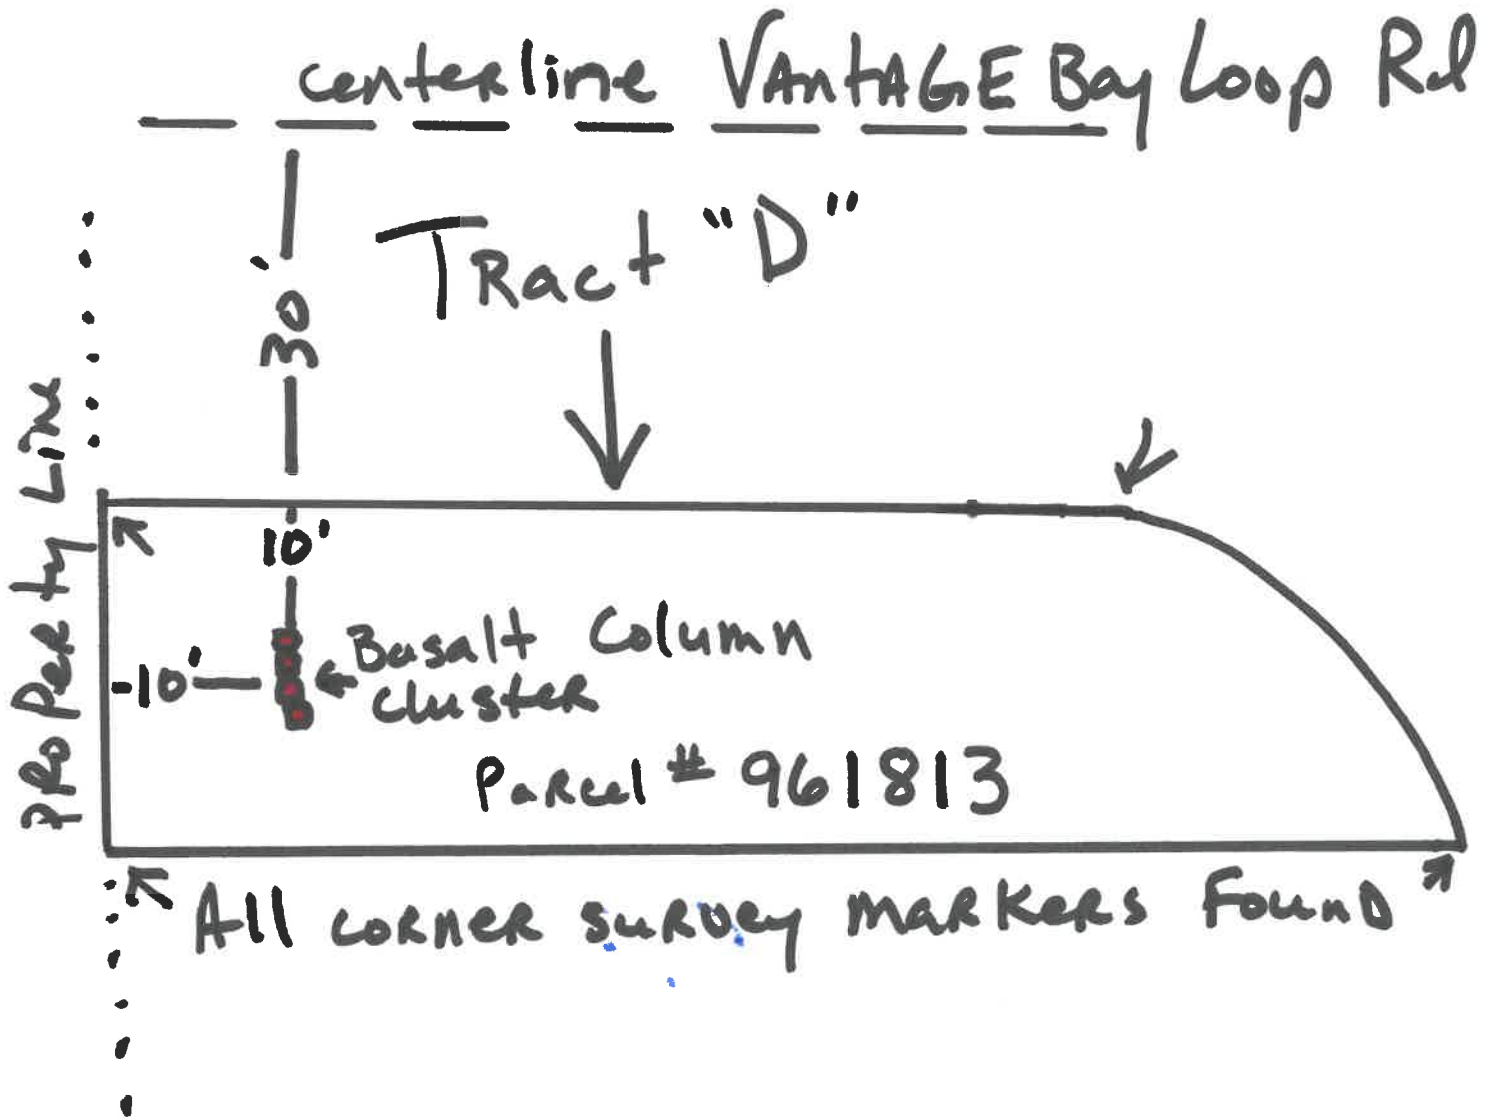 centerline VANtAGE Bay Loop Rd
TRact "D"
30'
PRoPeRty Line
10'
10'
Basalt Column
clusteR
PaRcel # 961813
All coRNeR suRvey maRKeRs FounD